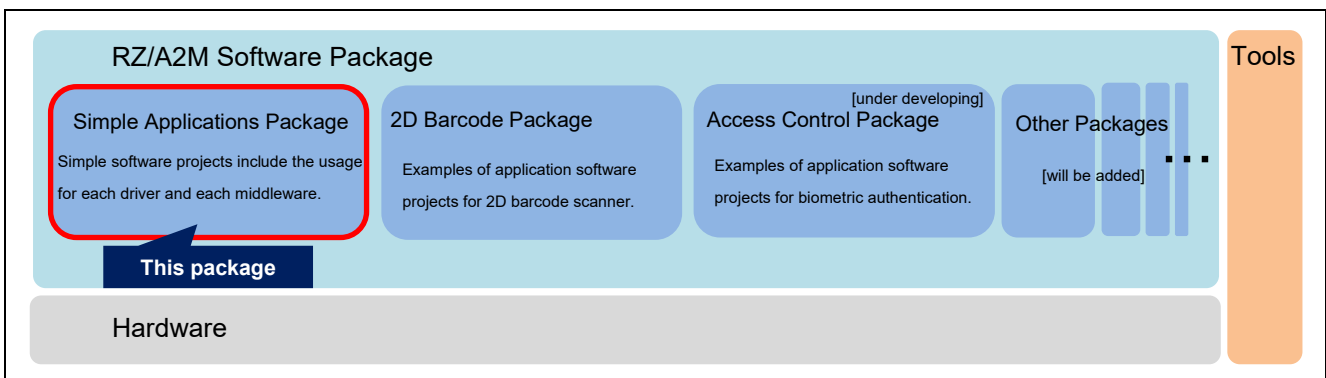 RZ/A2M Software Package
Tools
Simple Applications Package
Simple software projects include the usage
for each driver and each middleware.
This package
2D Barcode Package
Examples of application software
projects for 2D barcode scanner.
[under developing]
Access Control Package
Examples of application software
projects for biometric authentication.
Other Packages
...
[will be added]
Hardware